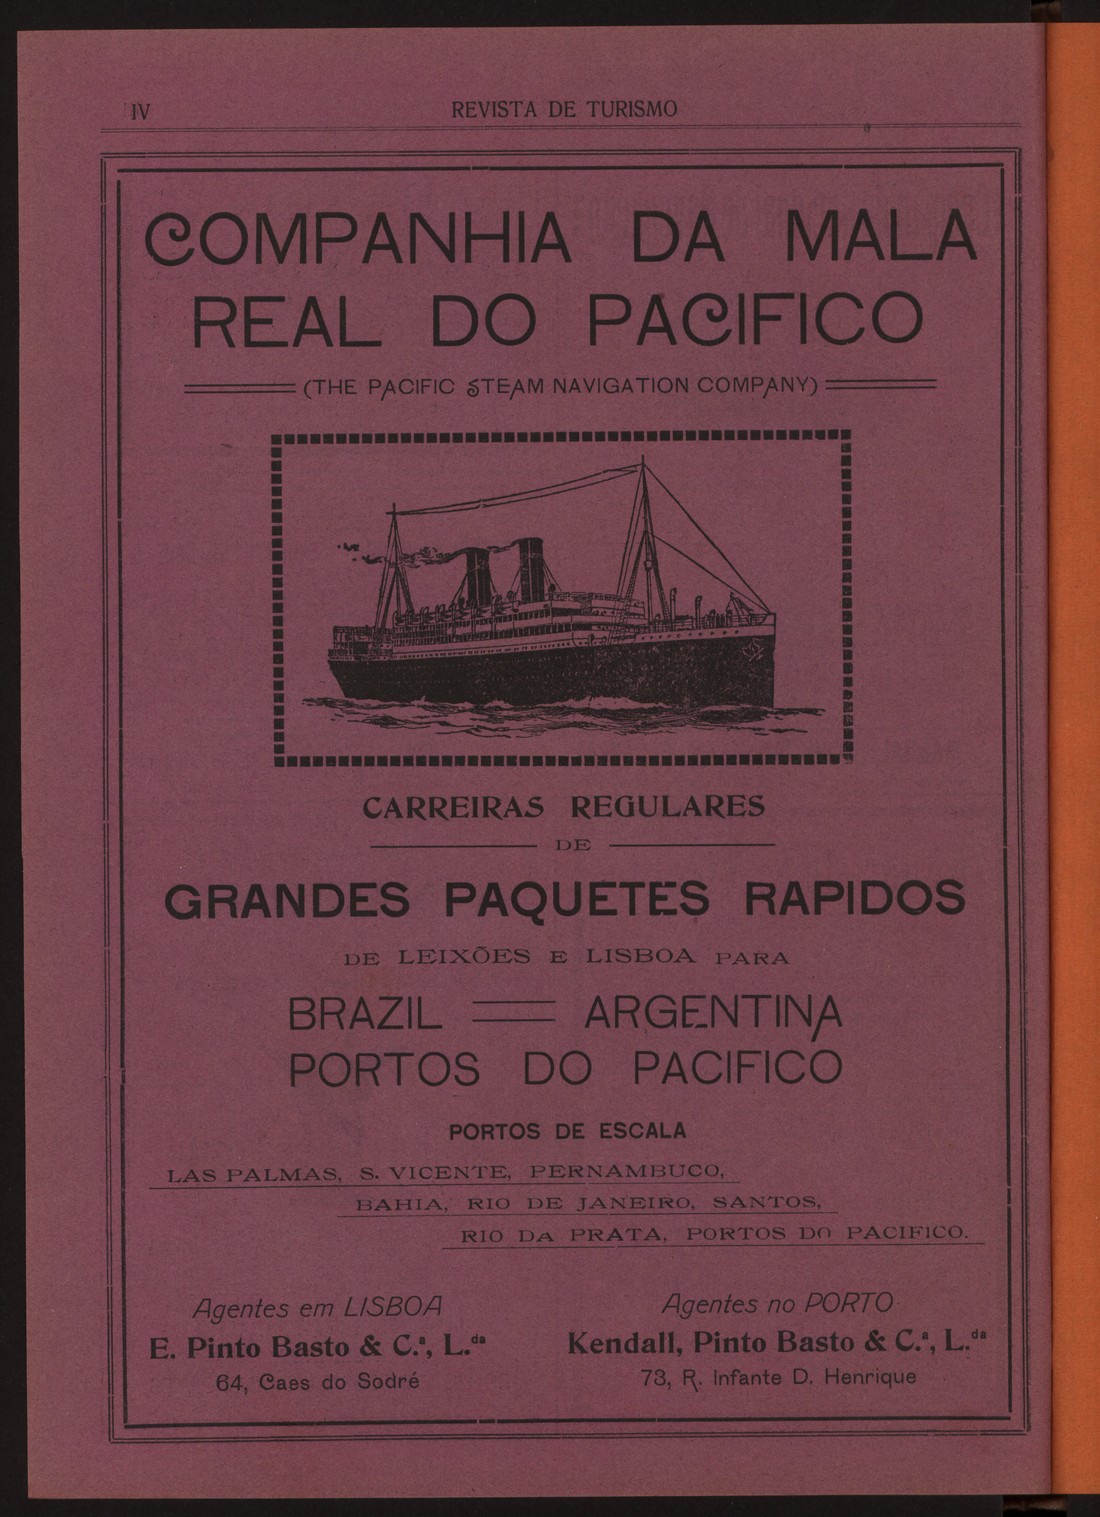 IV
REVISTA DE TURISMO
COMPANHIA DA MALA
REAL DO PACIFICO
(THE PACIFIC STEAM NAVIGATION COMPANY)
CARREIRAS REGULARES
DE
GRANDES PAQUETES RAPIDOS
DE LEIXÕES E LISBOA PARA
BRAZIL ARGENTINA
PORTOS DO PACIFICO
PORTOS DE ESCALA
LAS PALMAS, S. VICENTE, PERNAMBUCO,
BAHIA, RIO DE JANEIRO, SANTOS,
RIO DA PRATA, PORTOS DO PACIFICO.
Agentes em LISBOA
E. Pinto Basto & C.ª, L.da
64, Caes do Sodré
Agentes no PORTO
Kendall, Pinto Basto & C.ª, L.da
73, R. Infante D. Henrique